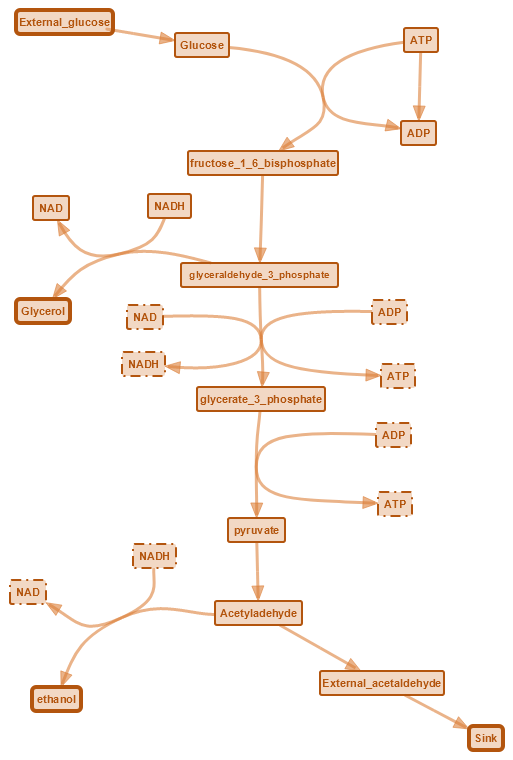 External_glucose
Glucose
ATP
ADP
fructose_1_6_bisphosphate
NAD
NADH
glyceraldehyde_3_phosphate
Glycerol
NAD
ADP
NADH
ATP
glycerate_3_phosphate
ADP
ATP
pyruvate
NADH
NAD
Acetyladehyde
External_acetaldehyde
ethanol
Sink